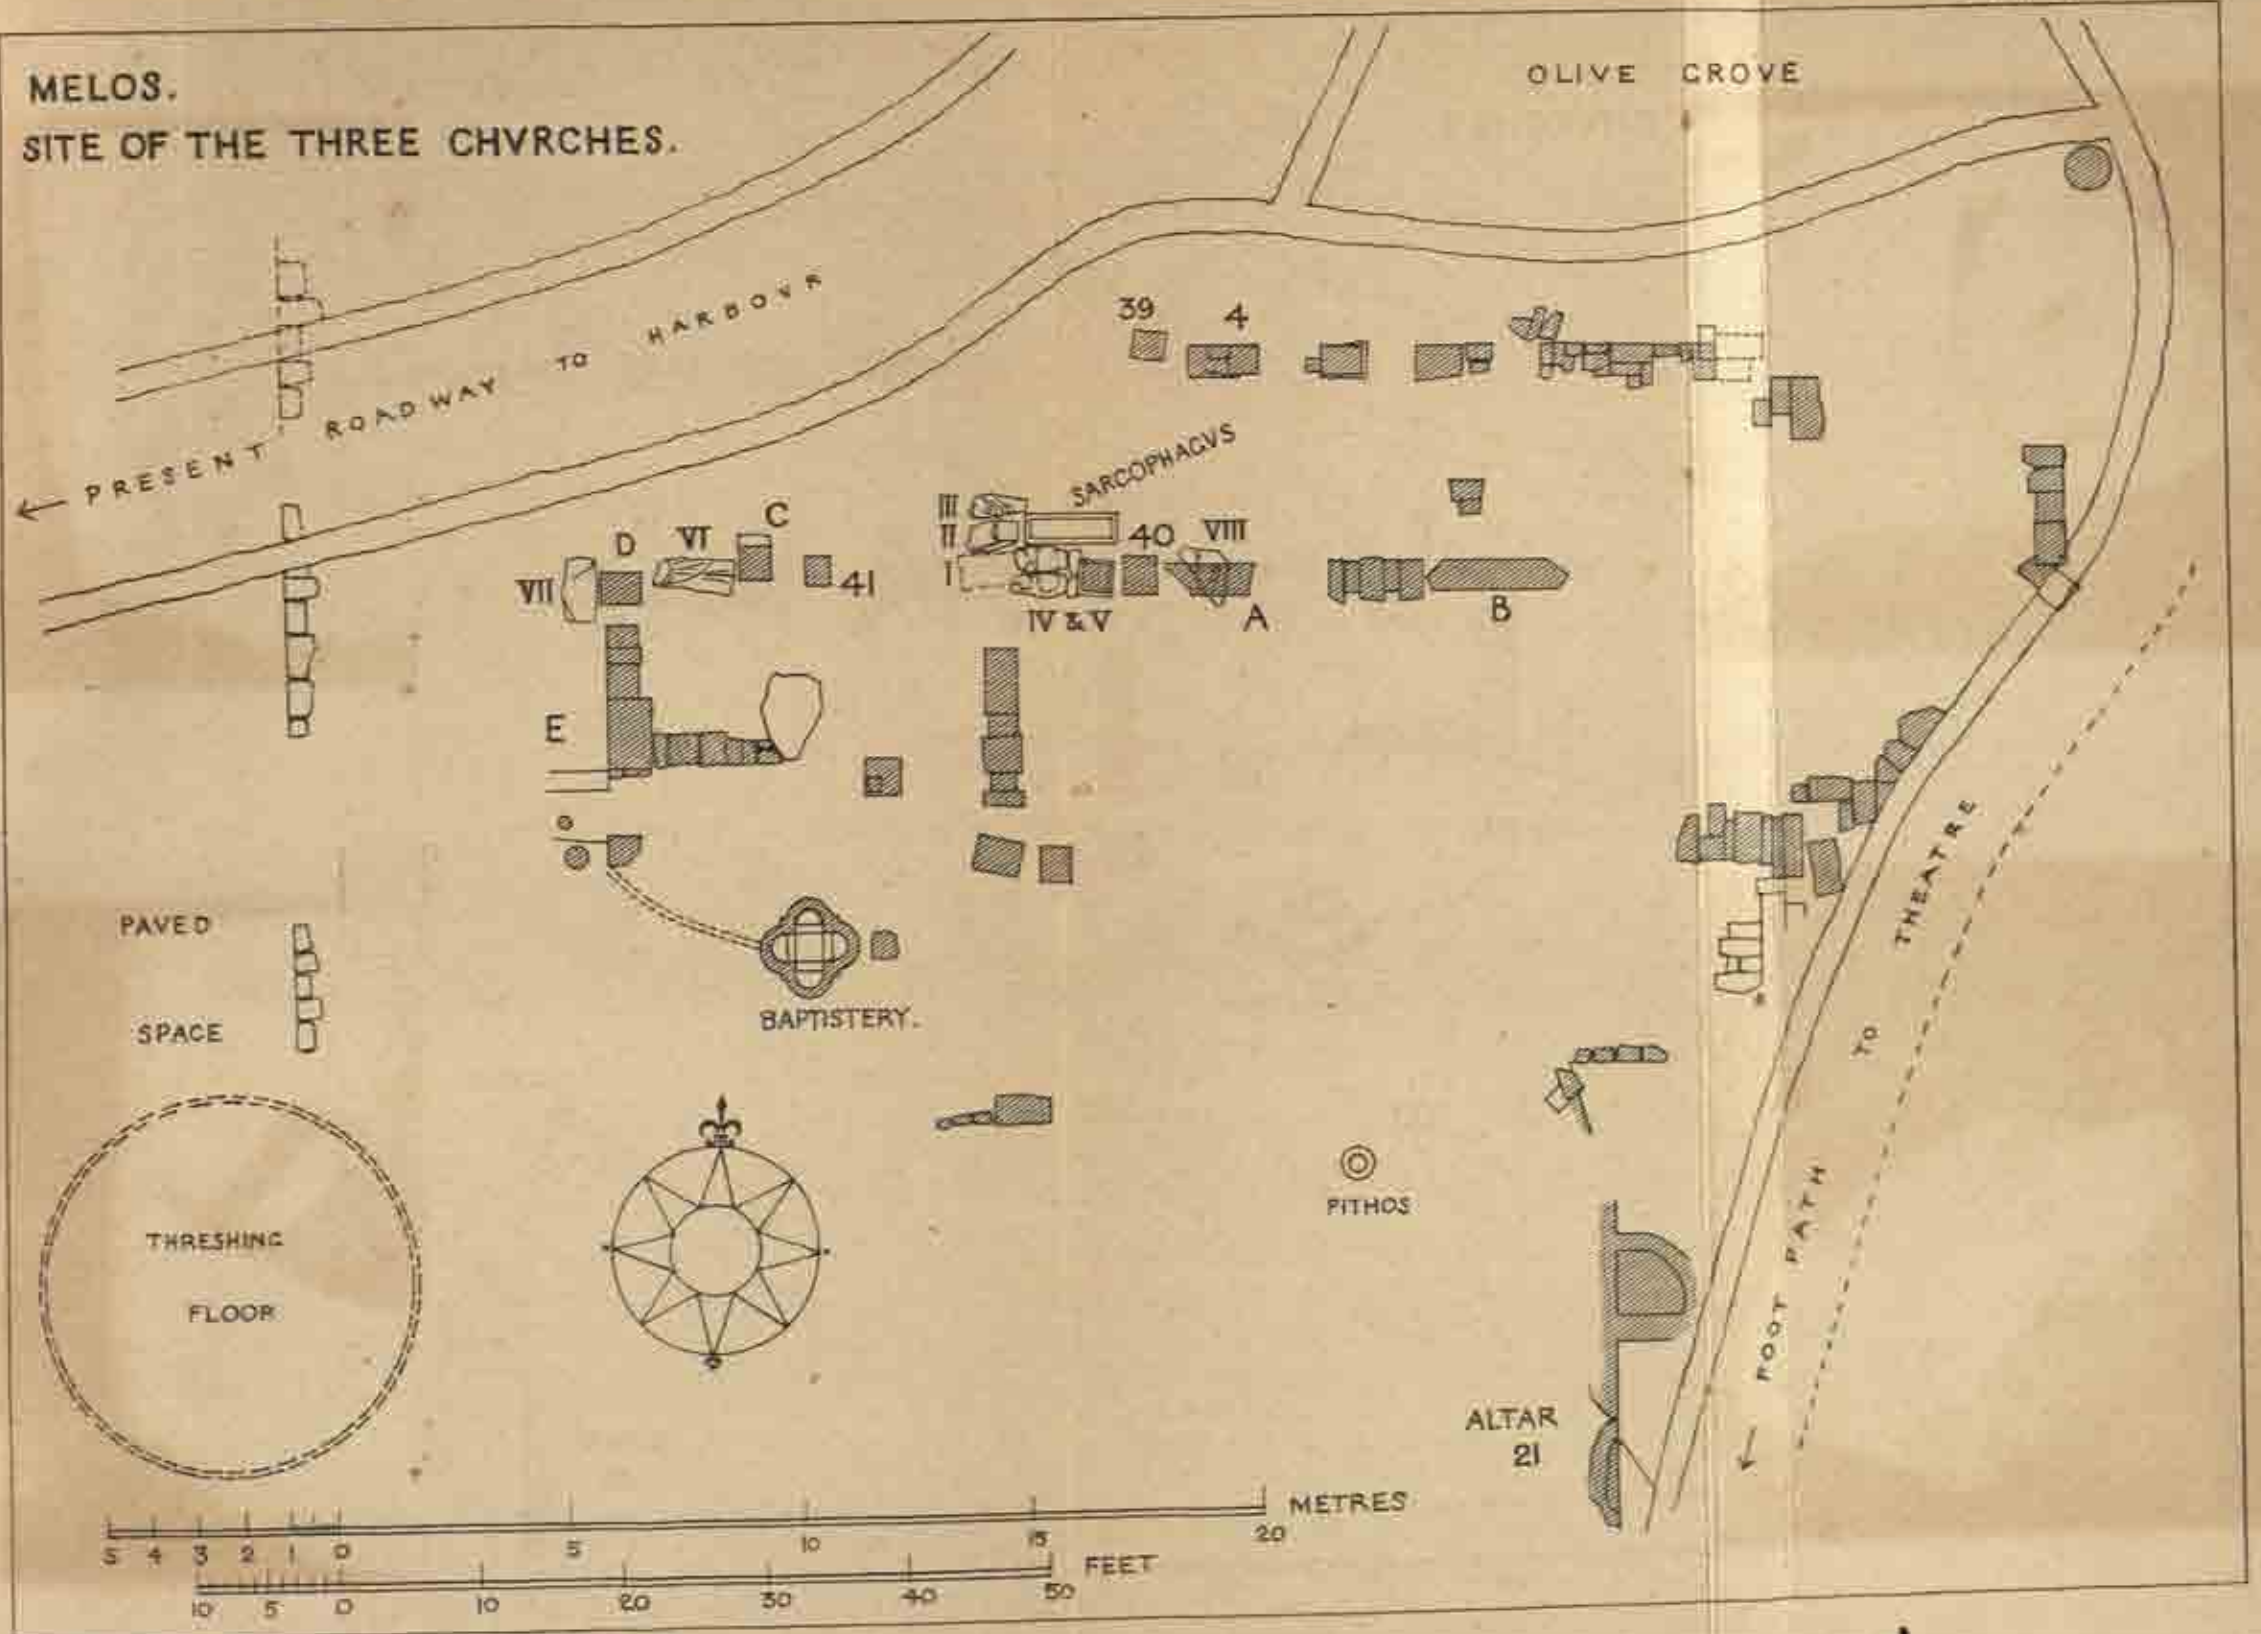 MELOS.
SITE OF THE THREE CHVRCHES.
OLIVE GROVE
← PRESENT ROADWAY TO HARBOVR
39
4
SARCOPHAGVS
III
II
I
IV & V
40
VIII
A
B
VII
D
VI
C
41
E
PAVED
SPACE
BAPTISTERY.
THRESHING
FLOOR
PITHOS
FOOT PATH TO THEATRE
ALTAR
21
METRES
5 4 3 2 1 0 5 10 15 20
FEET
10 5 0 10 20 30 40 50